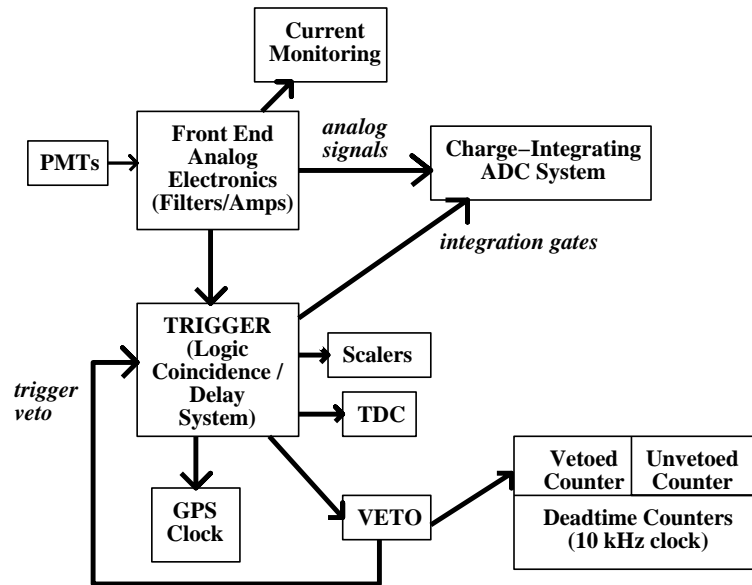 Current
Monitoring
PMTs
Front End
Analog
Electronics
(Filters/Amps)
analog
signals
Charge−Integrating
ADC System
integration gates
TRIGGER
(Logic
Coincidence /
Delay
System)
Scalers
TDC
trigger
veto
GPS
Clock
VETO
Vetoed
Counter
Unvetoed
Counter
Deadtime Counters
(10 kHz clock)